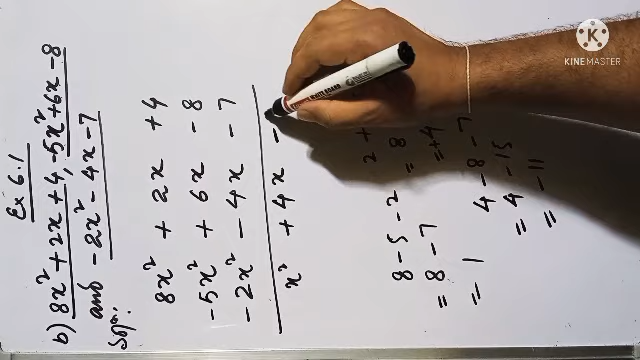 Ex 6.1
b) 8x² + 2x + 4, -5x² + 6x - 8
and -2x² - 4x - 7
Sol:
8x² + 2x + 4
-5x² + 6x - 8
-2x² - 4x - 7
x² + 4x -
8 - 5 - 2
= 8 - 7
= 1
2 +
= 8
= +4
4 - 8 - 7
= 4 - 15
= - 11
KINEMASTER